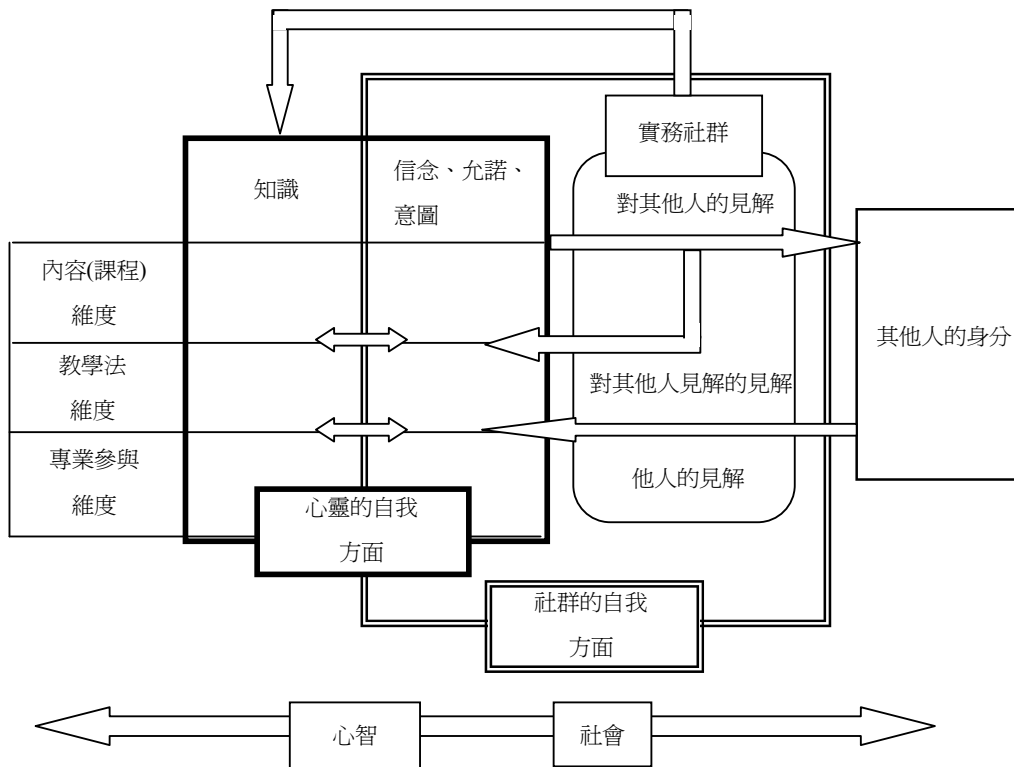 實務社群
知識
信念、允諾、
意圖
對其他人的見解
內容(課程)
維度
其他人的身分
教學法
維度
對其他人見解的見解
專業參與
維度
他人的見解
心靈的自我
方面
社群的自我
方面
心智
社會